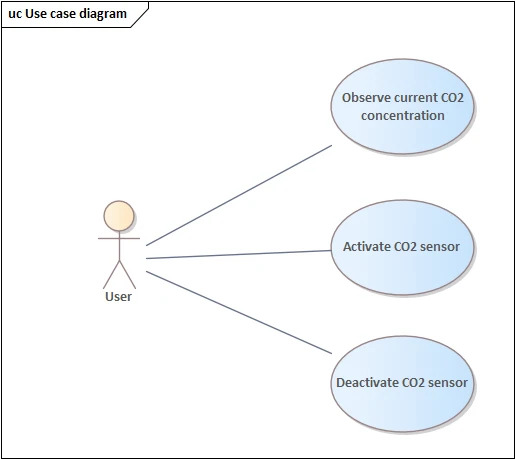 uc Use case diagram
Observe current CO2
concentration
Activate CO2 sensor
User
Deactivate CO2 sensor